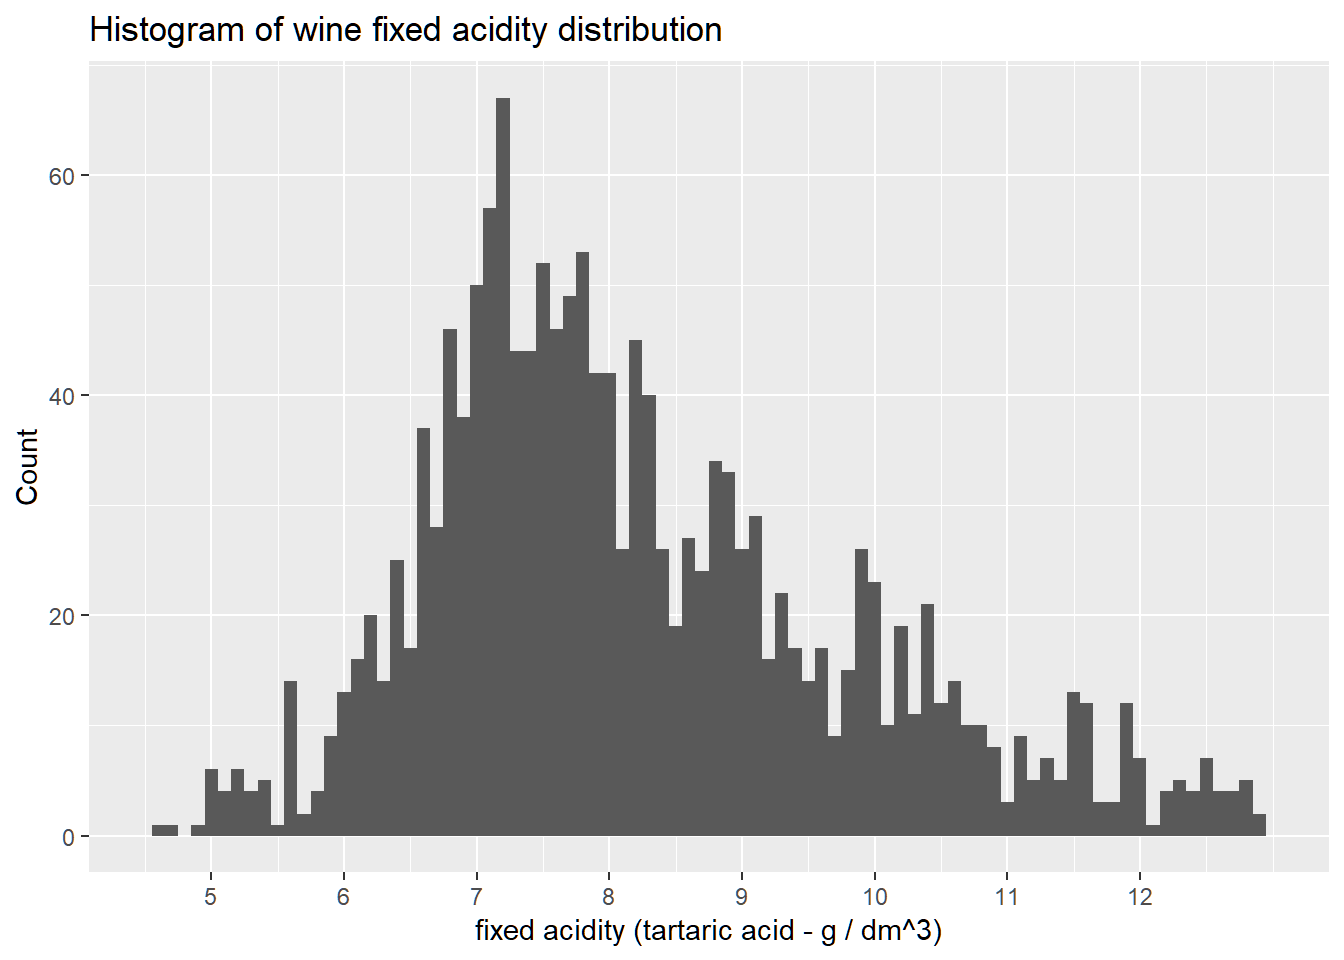 Histogram of wine fixed acidity distribution
60
40
20
0
Count
5 6 7 8 9 10 11 12
fixed acidity (tartaric acid - g / dm^3)